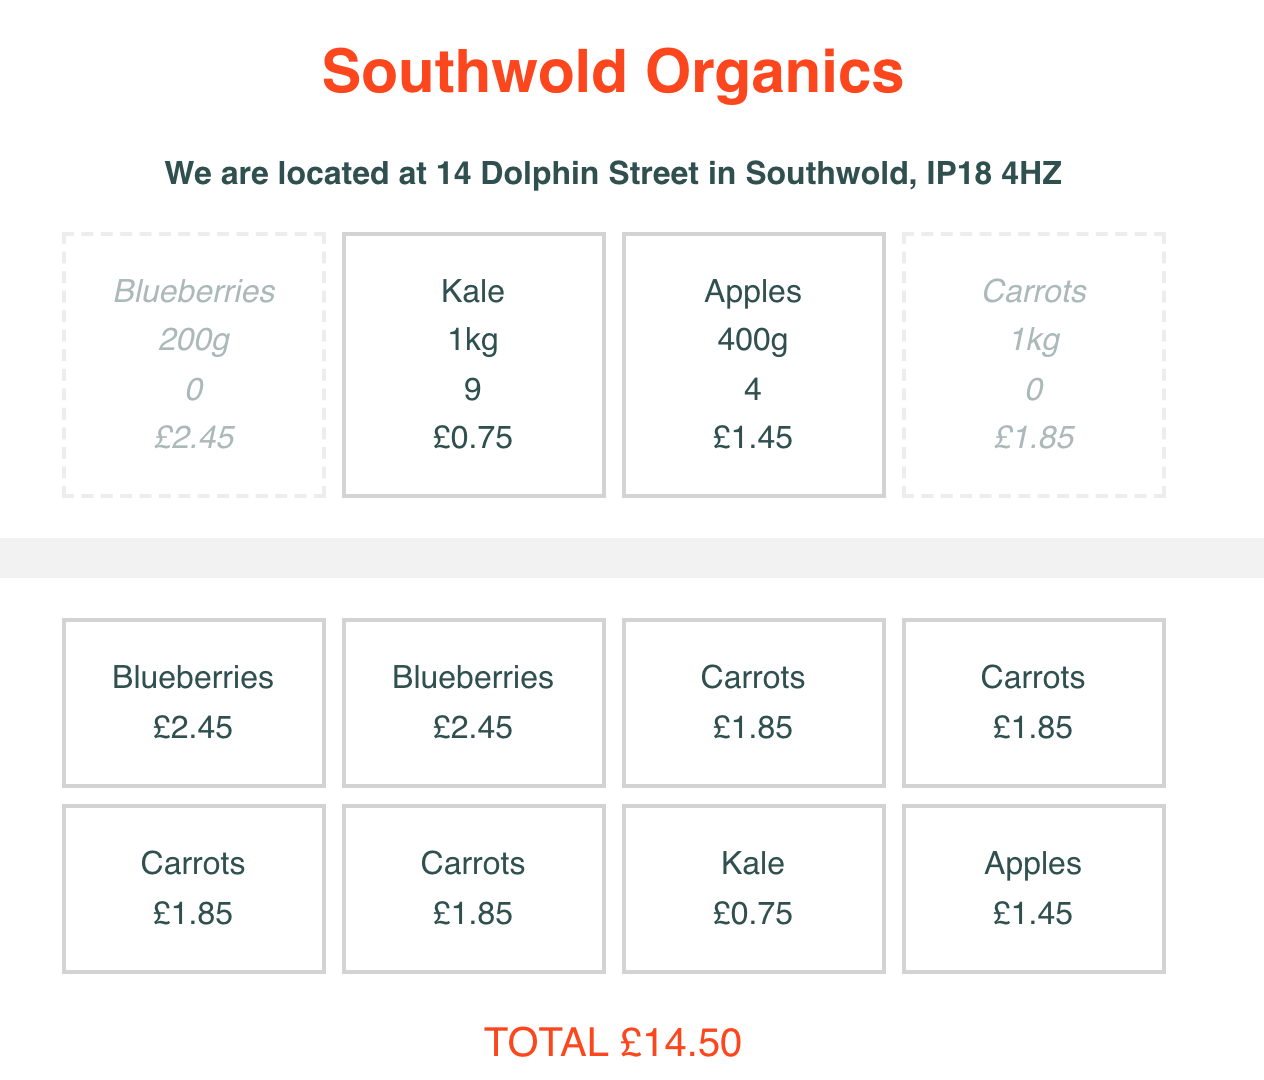 Southwold Organics
We are located at 14 Dolphin Street in Southwold, IP18 4HZ
Blueberries
200g
0
£2.45
Kale
1kg
9
£0.75
Apples
400g
4
£1.45
Carrots
1kg
0
£1.85
Blueberries
£2.45
Blueberries
£2.45
Carrots
£1.85
Carrots
£1.85
Carrots
£1.85
Carrots
£1.85
Kale
£0.75
Apples
£1.45
TOTAL £14.50